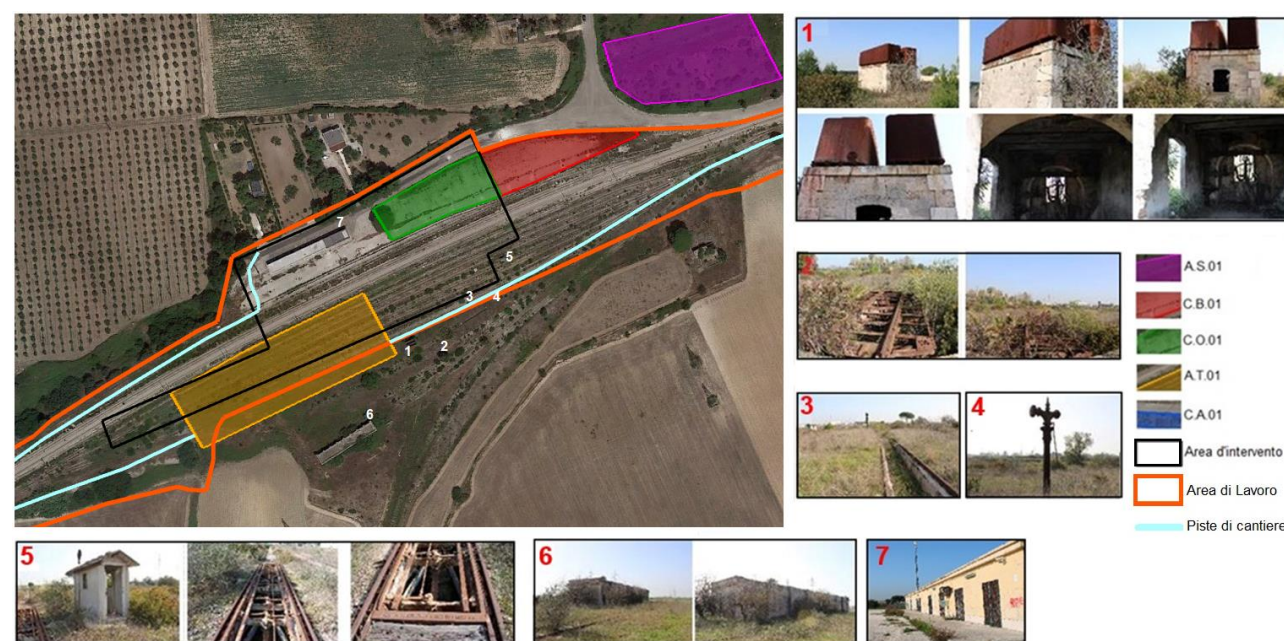 1
7
5
3
4
1
2
6
2
3
4
A.S.01
C.B.01
C.O.01
A.T.01
C.A.01
Area d'intervento
Area di Lavoro
Piste di cantiere
5
6
7